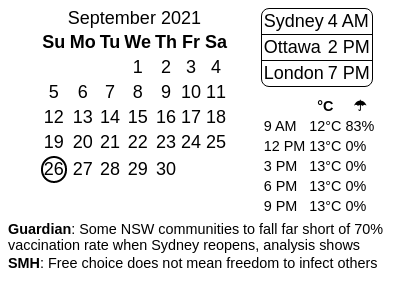 September 2021
Su Mo Tu We Th Fr Sa
1 2 3 4
5 6 7 8 9 10 11
12 13 14 15 16 17 18
19 20 21 22 23 24 25
26 27 28 29 30
Sydney 4 AM
Ottawa 2 PM
London 7 PM
°C ☂
9 AM 12°C 83%
12 PM 13°C 0%
3 PM 13°C 0%
6 PM 13°C 0%
9 PM 13°C 0%
Guardian: Some NSW communities to fall far short of 70%
vaccination rate when Sydney reopens, analysis shows
SMH: Free choice does not mean freedom to infect others